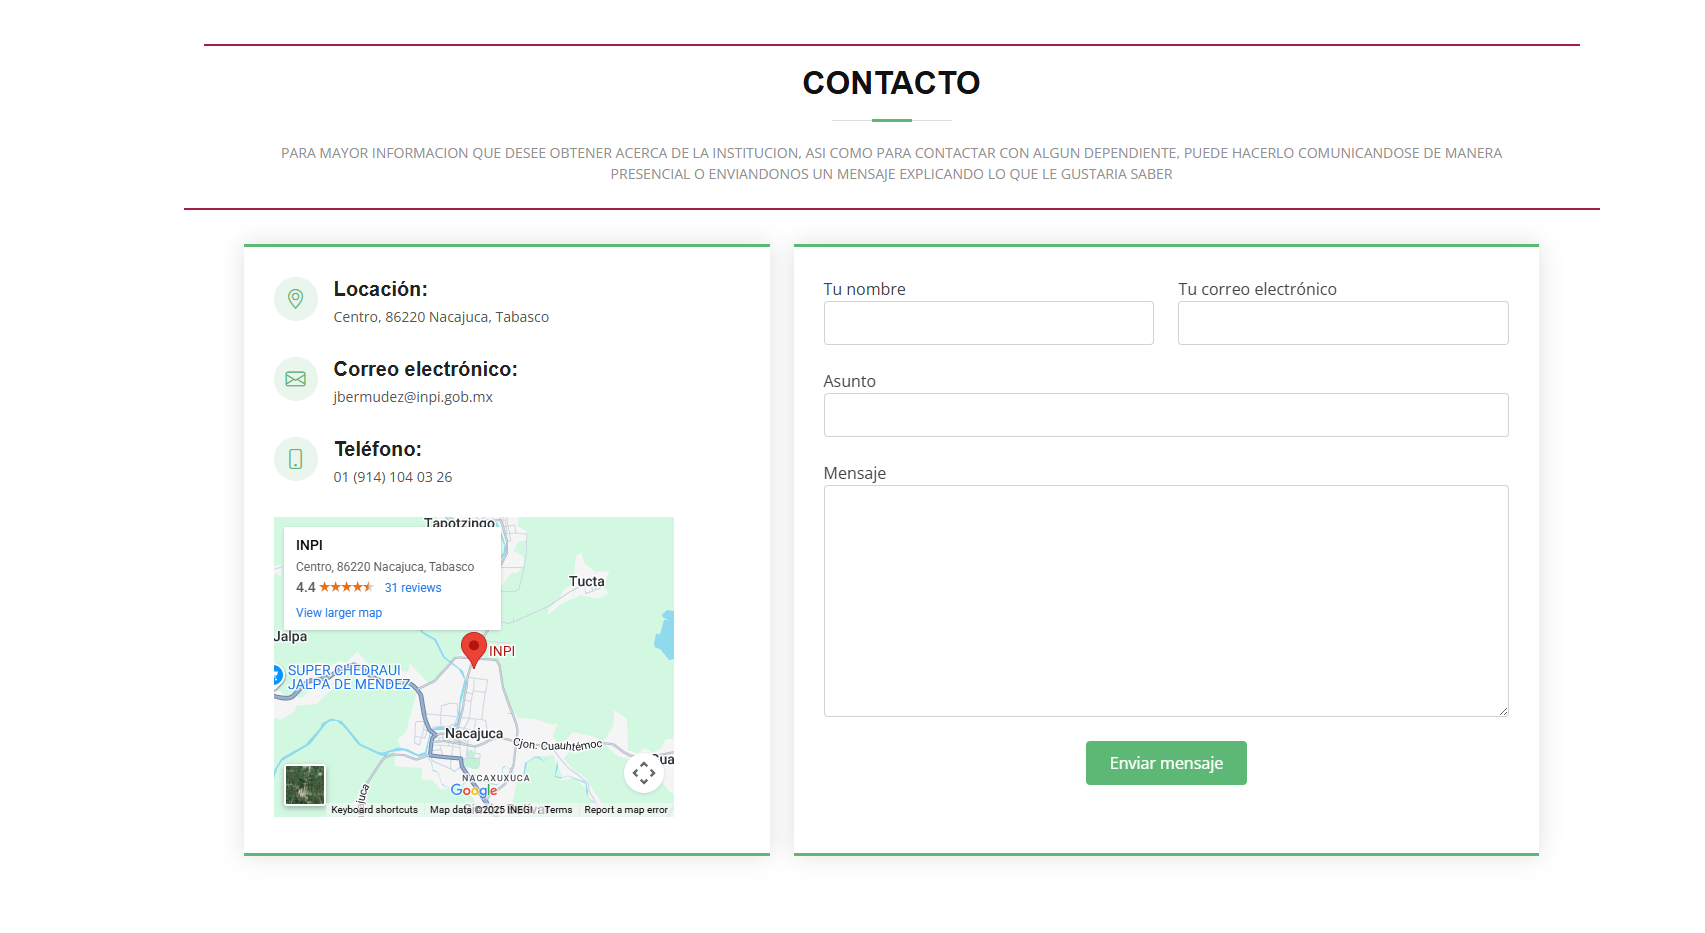 CONTACTO
PARA MAYOR INFORMACION QUE DESEE OBTENER ACERCA DE LA INSTITUCION, ASI COMO PARA CONTACTAR CON ALGUN DEPENDIENTE, PUEDE HACERLO COMUNICANDOSE DE MANERA
PRESENCIAL O ENVIANDONOS UN MENSAJE EXPLICANDO LO QUE LE GUSTARIA SABER
Locación:
Centro, 86220 Nacajuca, Tabasco
Correo electrónico:
jbermudez@inpi.gob.mx
Teléfono:
01 (914) 104 03 26
Tapotzingo
INPI
Centro, 86220 Nacajuca, Tabasco
4.4 31 reviews
View larger map
Tucta
Jalpa
INPI
SUPER CHEDRAUI
JALPA DE MENDEZ
Nacajuca
Cjon. Cuauhtémoc
NACAXUXUCA
Google
Keyboard shortcuts Map data ©2025 INEGI Terms Report a map error
Tu nombre
Tu correo electrónico
Asunto
Mensaje
Enviar mensaje